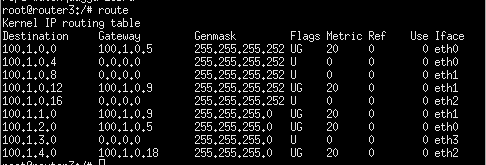 root@router3:/# route
Kernel IP routing table
Destination Gateway Genmask Flags Metric Ref Use Iface
100.1.0.0 100.1.0.5 255.255.255.252 UG 20 0 0 eth0
100.1.0.4 0.0.0.0 255.255.255.252 U 0 0 0 eth0
100.1.0.8 0.0.0.0 255.255.255.252 U 0 0 0 eth1
100.1.0.12 100.1.0.9 255.255.255.252 UG 20 0 0 eth1
100.1.0.16 0.0.0.0 255.255.255.252 U 0 0 0 eth2
100.1.1.0 100.1.0.9 255.255.255.0 UG 20 0 0 eth1
100.1.2.0 100.1.0.5 255.255.255.0 UG 20 0 0 eth0
100.1.3.0 0.0.0.0 255.255.255.0 U 0 0 0 eth3
100.1.4.0 100.1.0.18 255.255.255.0 UG 20 0 0 eth2
root@router3:/#